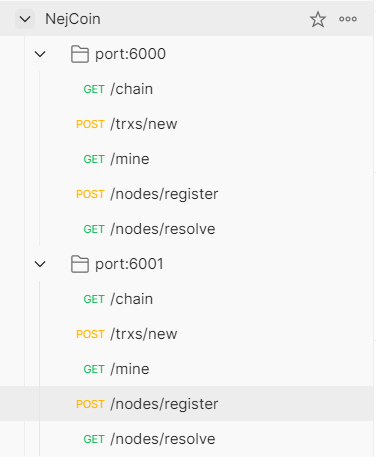 NejCoin
port:6000
GET /chain
POST /trxs/new
GET /mine
POST /nodes/register
GET /nodes/resolve
port:6001
GET /chain
POST /trxs/new
GET /mine
POST /nodes/register
GET /nodes/resolve